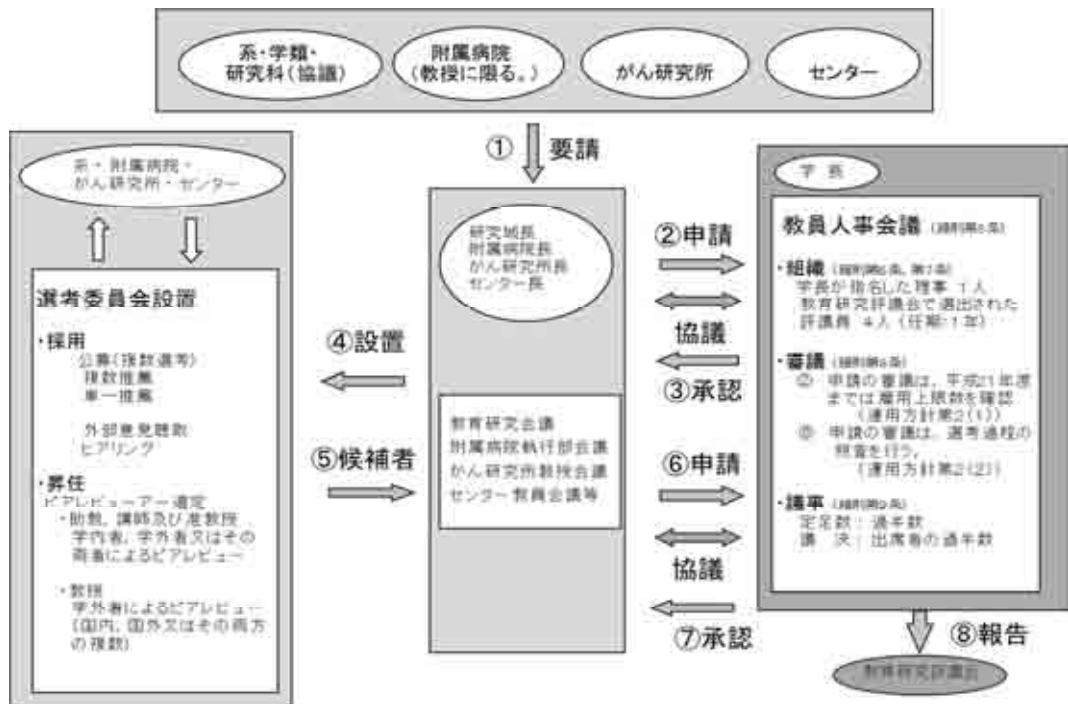 系・学類・
研究科(協議)
附属病院
(教授に限る。)
がん研究所
センター
① 要請
系・附属病院・
がん研究所・センター
選考委員会設置
・採用
公募(複数選考)
複数推薦
単一推薦
外部意見聴取
ヒアリング
・昇任
ピアレビューアー選定
・助教、講師及び准教授
学内者、学外者又はその
両者によるピアレビュー
・教授
学外者によるピアレビュー
(国内、国外又はその両方
の複数)
④設置
⑤候補者
研究域長
附属病院長
がん研究所長
センター長
教育研究会議
附属病院執行部会議
がん研究所教授会議
センター教員会議等
②申請
協議
③承認
⑥申請
協議
⑦承認
学 長
教員人事会議 (細則第6条)
・組織 (細則第6条、第7条)
学長が指名した理事 1人
教育研究評議会で選出された
評議員 4人(任期:1年)
・審議
② 申請の審議は、平成21年度
までは雇用上限数を確認
(運用方針第2(1))
申請の審議は、選考過程の
照査を行う。
(運用方針第2(2))
・議事
定足数:過半数
議 決:出席者の過半数
⑧報告
教育研究評議会